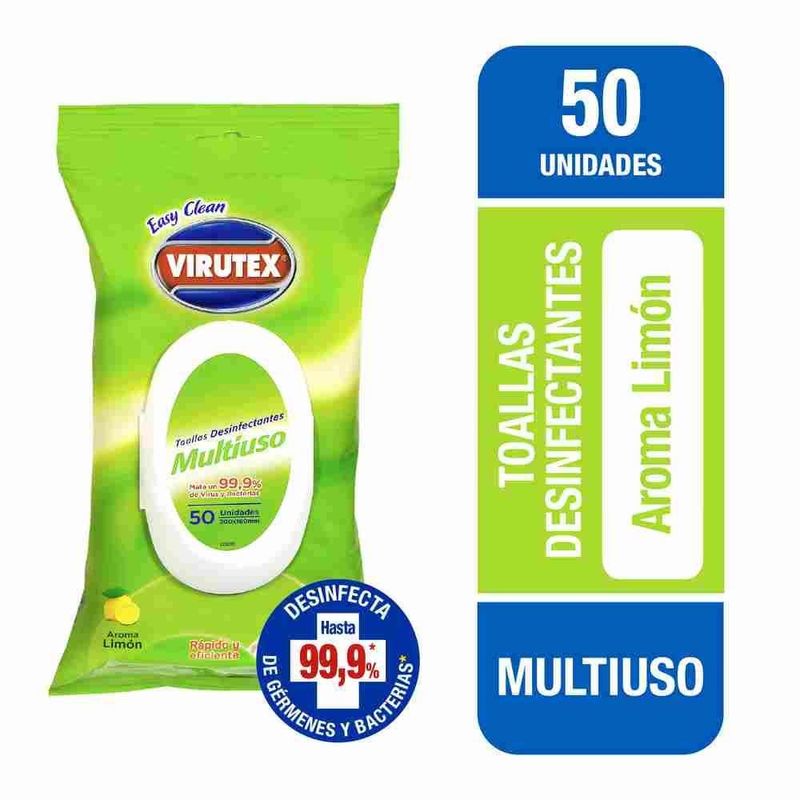 Easy Clean
VIRUTEX®
Toallas Desinfectantes
Multiuso
Mata un 99,9%
de Virus y Bacterias
50 Unidades
200x180mm
Aroma
Limón
Rápido y
eficiente
DESINFECTA
Hasta
99,9%*
DE GÉRMENES Y BACTERIAS*
50
UNIDADES
TOALLAS
DESINFECTANTES
Aroma Limón
MULTIUSO